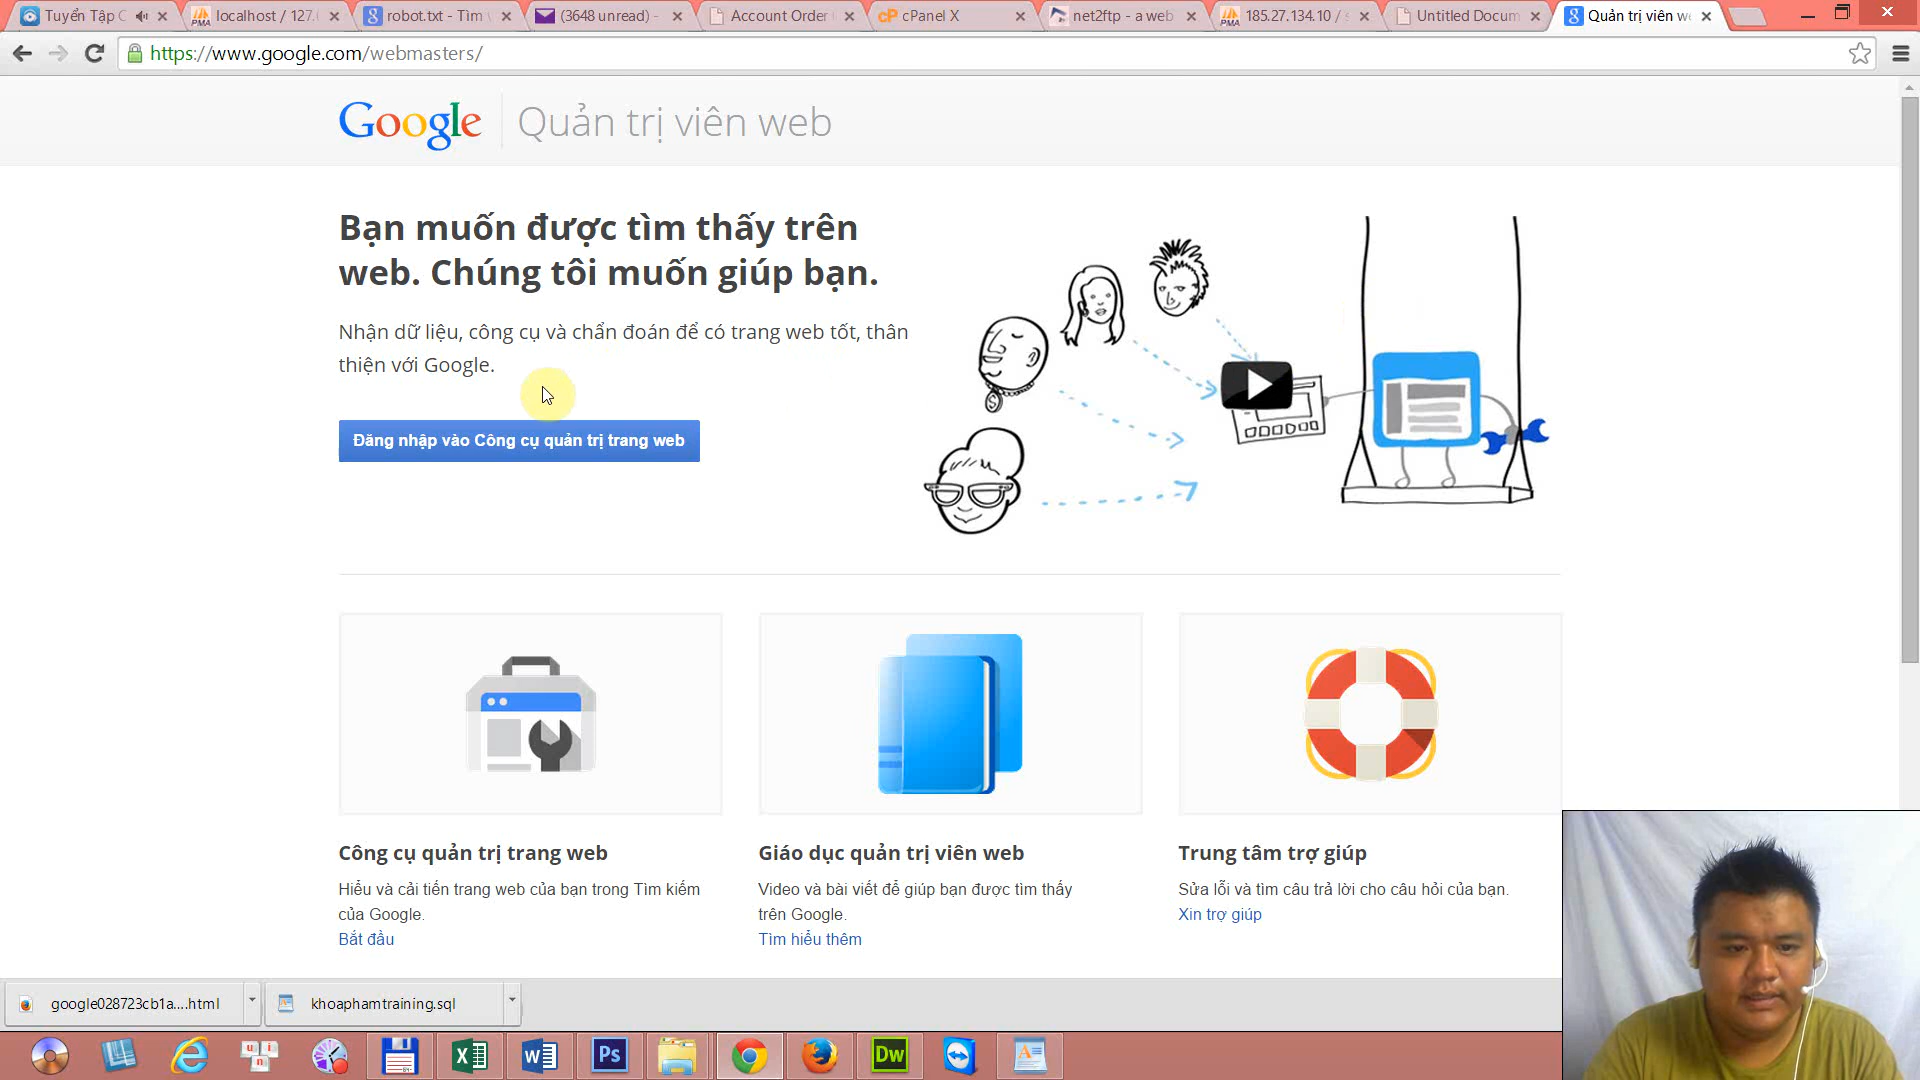 Tuyển Tập C
localhost / 127.
robot.txt - Tìm
(3648 unread) -
Account Order
cPanel X
net2ftp - a web
185.27.134.10 /
Untitled Docum
Quản trị viên w
https://www.google.com/webmasters/
Google Quản trị viên web
Bạn muốn được tìm thấy trên
web. Chúng tôi muốn giúp bạn.
Nhận dữ liệu, công cụ và chẩn đoán để có trang web tốt, thân
thiện với Google.
Đăng nhập vào Công cụ quản trị trang web
Công cụ quản trị trang web
Hiểu và cải tiến trang web của bạn trong Tìm kiếm
của Google.
Bắt đầu
Giáo dục quản trị viên web
Video và bài viết để giúp bạn được tìm thấy
trên Google.
Tìm hiểu thêm
Trung tâm trợ giúp
Sửa lỗi và tìm câu trả lời cho câu hỏi của bạn.
Xin trợ giúp
google028723cb1a....html
khoaphamtraining.sql
Ps
Dw